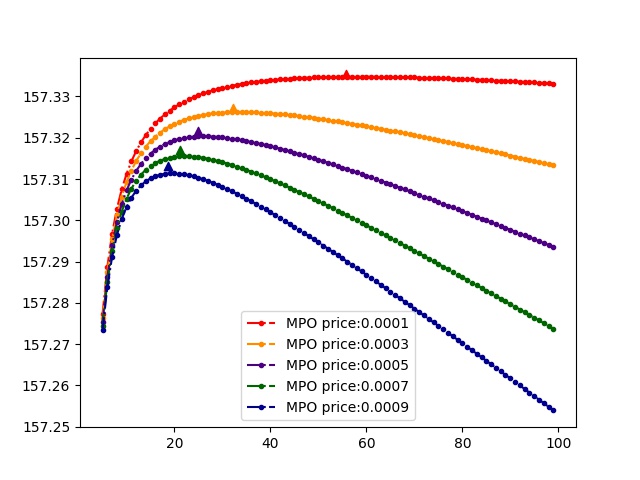 157.33
157.32
157.31
157.30
157.29
157.28
157.27
157.26
157.25
MPO price:0.0001
MPO price:0.0003
MPO price:0.0005
MPO price:0.0007
MPO price:0.0009
20 40 60 80 100